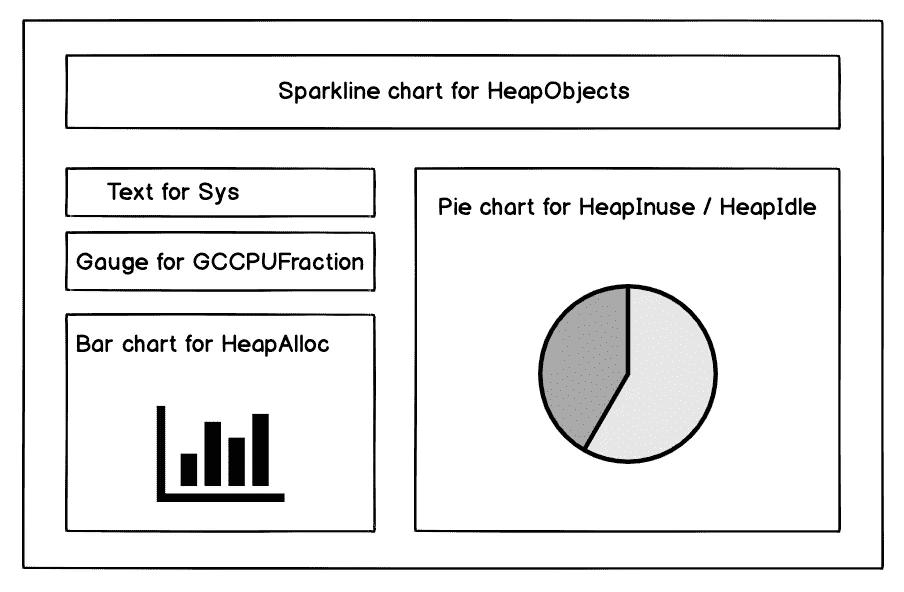 Sparkline chart for HeapObjects
Text for Sys
Gauge for GCCPUFraction
Bar chart for HeapAlloc
Pie chart for HeapInuse / HeapIdle